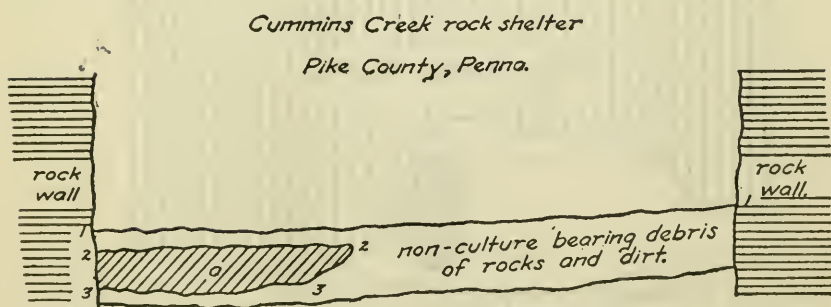 Cummins Creek rock shelter
Pike County, Penna.
rock
wall
rock
wall.
1
1
2
2
a
3
3
non-culture bearing debris
of rocks and dirt.